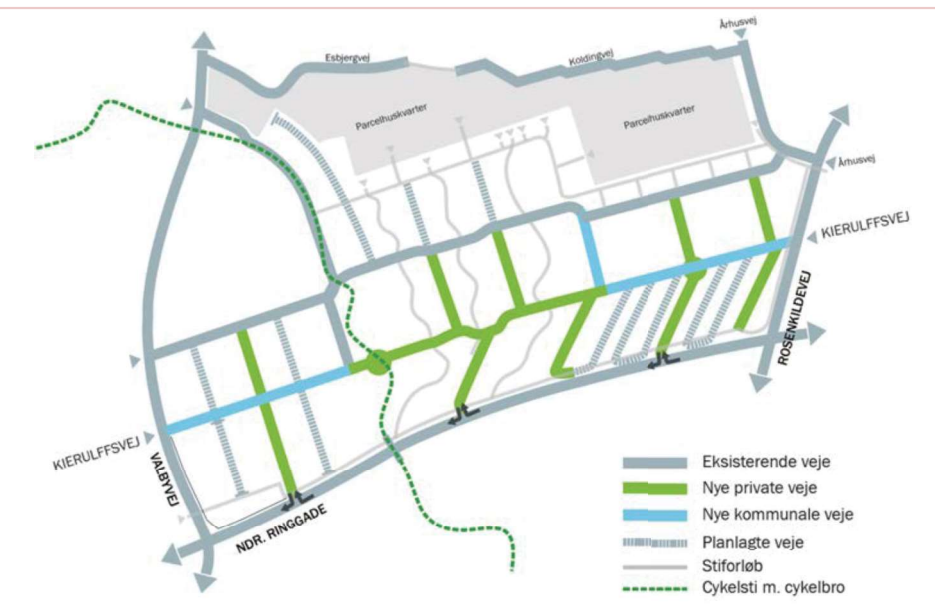 Århusvej
Esbjergvej
Koldingvej
Parcelhuskvarter
Parcelhuskvarter
Århusvej
KIERULFFSVEJ
ROSENKILDEVEJ
KIERULFFSVEJ
VALBYVEJ
NDR. RINGGADE
Eksisterende veje
Nye private veje
Nye kommunale veje
Planlagte veje
Stiforløb
Cykelsti m. cykelbro